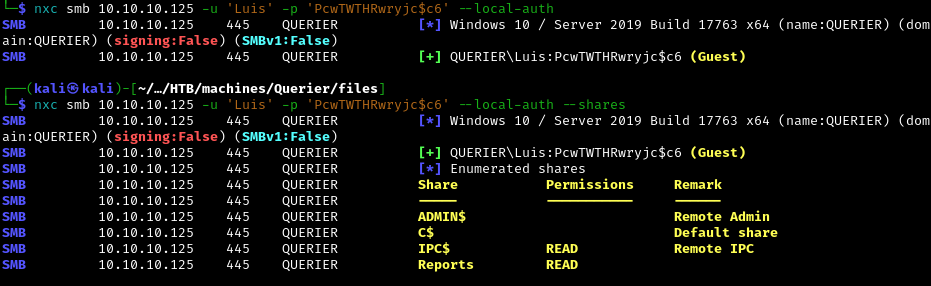 └─$ nxc smb 10.10.10.125 -u 'Luis' -p 'PcwTWTHRwryjc$c6' --local-auth
SMB         10.10.10.125    445    QUERIER          [*] Windows 10 / Server 2019 Build 17763 x64 (name:QUERIER) (dom
ain:QUERIER) (signing:False) (SMBv1:False)
SMB         10.10.10.125    445    QUERIER          [+] QUERIER\Luis:PcwTWTHRwryjc$c6 (Guest)
┌──(kali㉿kali)-[~/…/HTB/machines/Querier/files]
└─$ nxc smb 10.10.10.125 -u 'Luis' -p 'PcwTWTHRwryjc$c6' --local-auth --shares
SMB         10.10.10.125    445    QUERIER          [*] Windows 10 / Server 2019 Build 17763 x64 (name:QUERIER) (dom
ain:QUERIER) (signing:False) (SMBv1:False)
SMB         10.10.10.125    445    QUERIER          [+] QUERIER\Luis:PcwTWTHRwryjc$c6 (Guest)
SMB         10.10.10.125    445    QUERIER          [*] Enumerated shares
SMB         10.10.10.125    445    QUERIER          Share           Permissions     Remark
SMB         10.10.10.125    445    QUERIER          -----           -----------     ------
SMB         10.10.10.125    445    QUERIER          ADMIN$                          Remote Admin
SMB         10.10.10.125    445    QUERIER          C$                              Default share
SMB         10.10.10.125    445    QUERIER          IPC$            READ            Remote IPC
SMB         10.10.10.125    445    QUERIER          Reports         READ